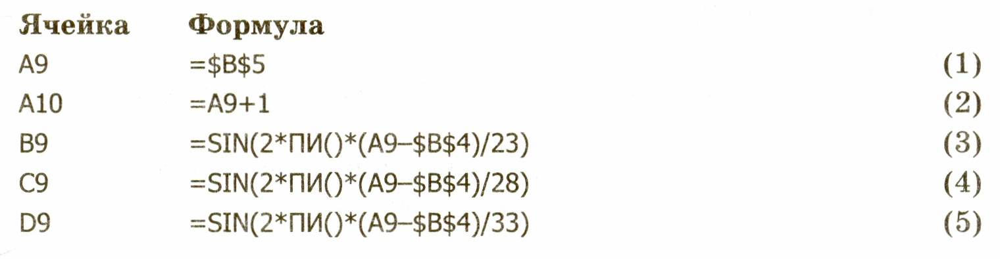 Ячейка Формула
A9 =$B$5 (1)
A10 =A9+1 (2)
B9 =SIN(2*ПИ()*(A9–$B$4)/23) (3)
C9 =SIN(2*ПИ()*(A9–$B$4)/28) (4)
D9 =SIN(2*ПИ()*(A9–$B$4)/33) (5)